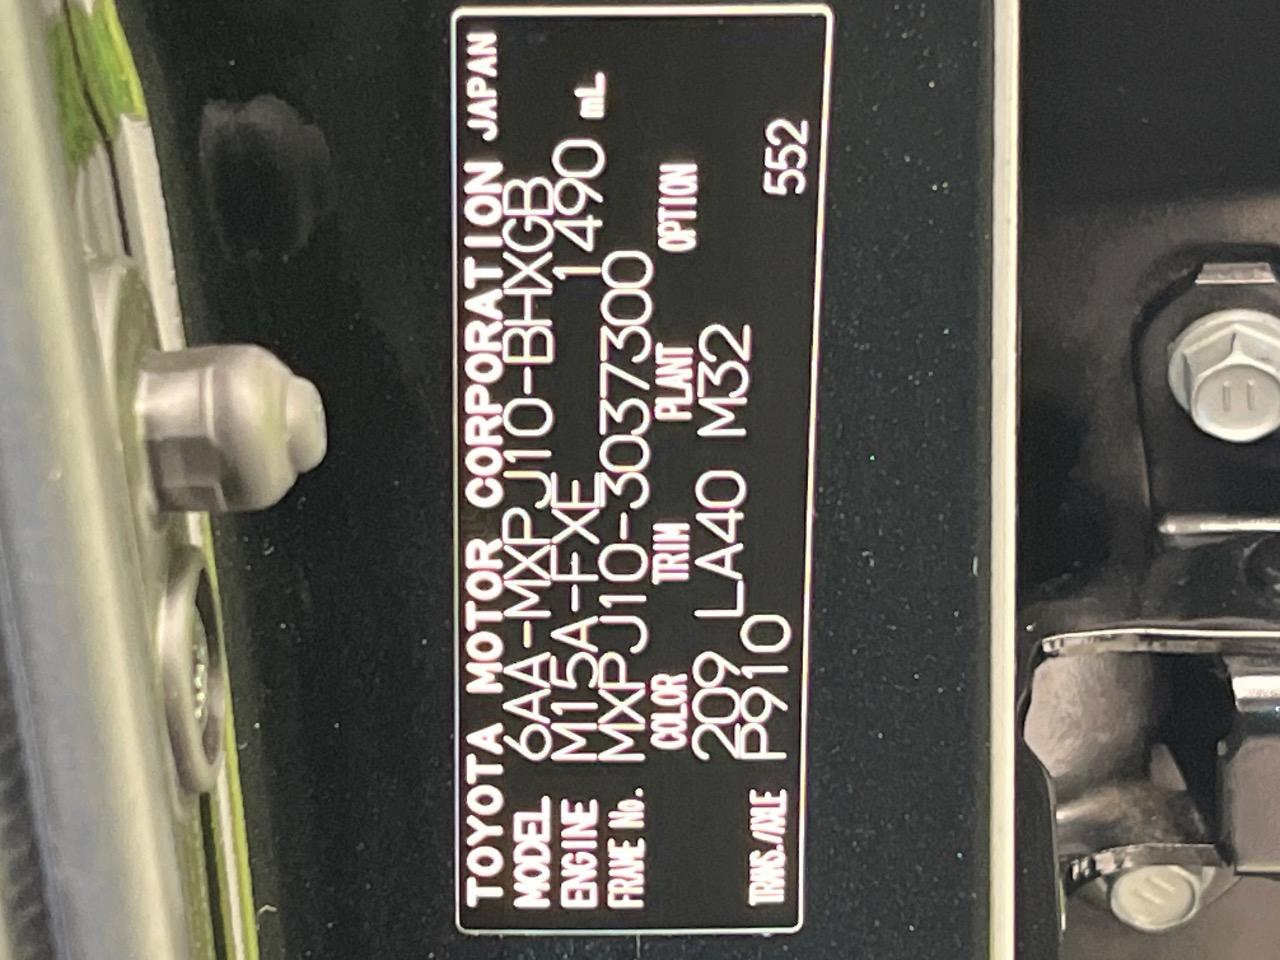 TOYOTA MOTOR CORPORATION JAPAN
MODEL 6AA-MXPJ10-BHXGB
ENGINE M15A-FXE 1490 mL
FRAME No. MXPJ10-3037300
COLOR TRIM PLANT OPTION
209 LA40 M32
TRANS./AXLE P910 552